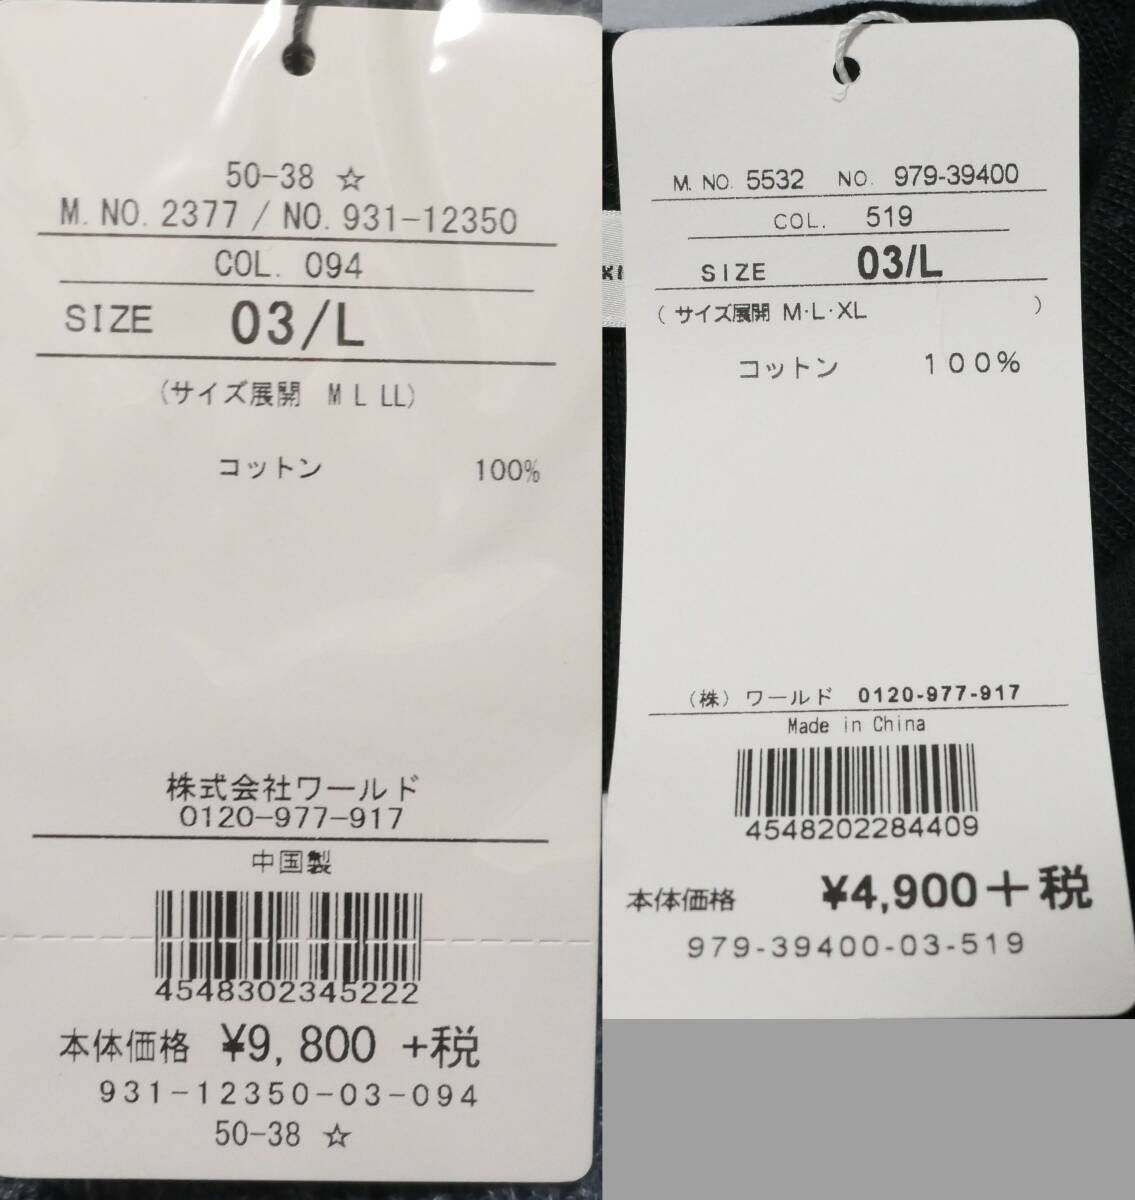 50-38 ☆
M.NO.2377 / NO.931-12350
COL. 094
SIZE 03/L
(サイズ展開 M L LL)
コットン 100%
株式会社ワールド
0120-977-917
中国製
4548302345222
本体価格 ¥9,800 +税
931-12350-03-094
50-38 ☆
M.NO.5532 NO.979-39400
COL. 519
SIZE 03/L
(サイズ展開 M・L・XL )
コットン 100%
(株)ワールド 0120-977-917
Made in China
4548202284409
本体価格 ¥4,900+税
979-39400-03-519